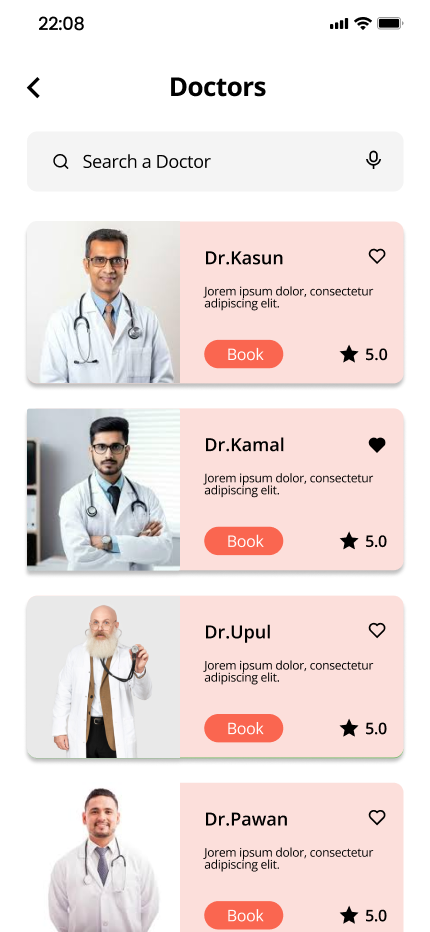 22:08
Doctors
Search a Doctor
Dr.Kasun
Jorem ipsum dolor, consectetur
adipiscing elit.
Book
5.0
Dr.Kamal
Jorem ipsum dolor, consectetur
adipiscing elit.
Book
5.0
Dr.Upul
Jorem ipsum dolor, consectetur
adipiscing elit.
Book
5.0
Dr.Pawan
Jorem ipsum dolor, consectetur
adipiscing elit.
Book
5.0